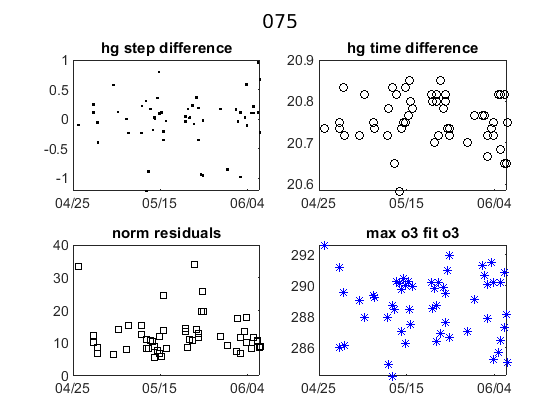 075
hg step difference
1
0.5
0
-0.5
-1
04/25 05/15 06/04
hg time difference
20.9
20.8
20.7
20.6
04/25 05/15 06/04
norm residuals
40
30
20
10
0
04/25 05/15 06/04
max o3 fit o3
292
290
288
286
04/25 05/15 06/04